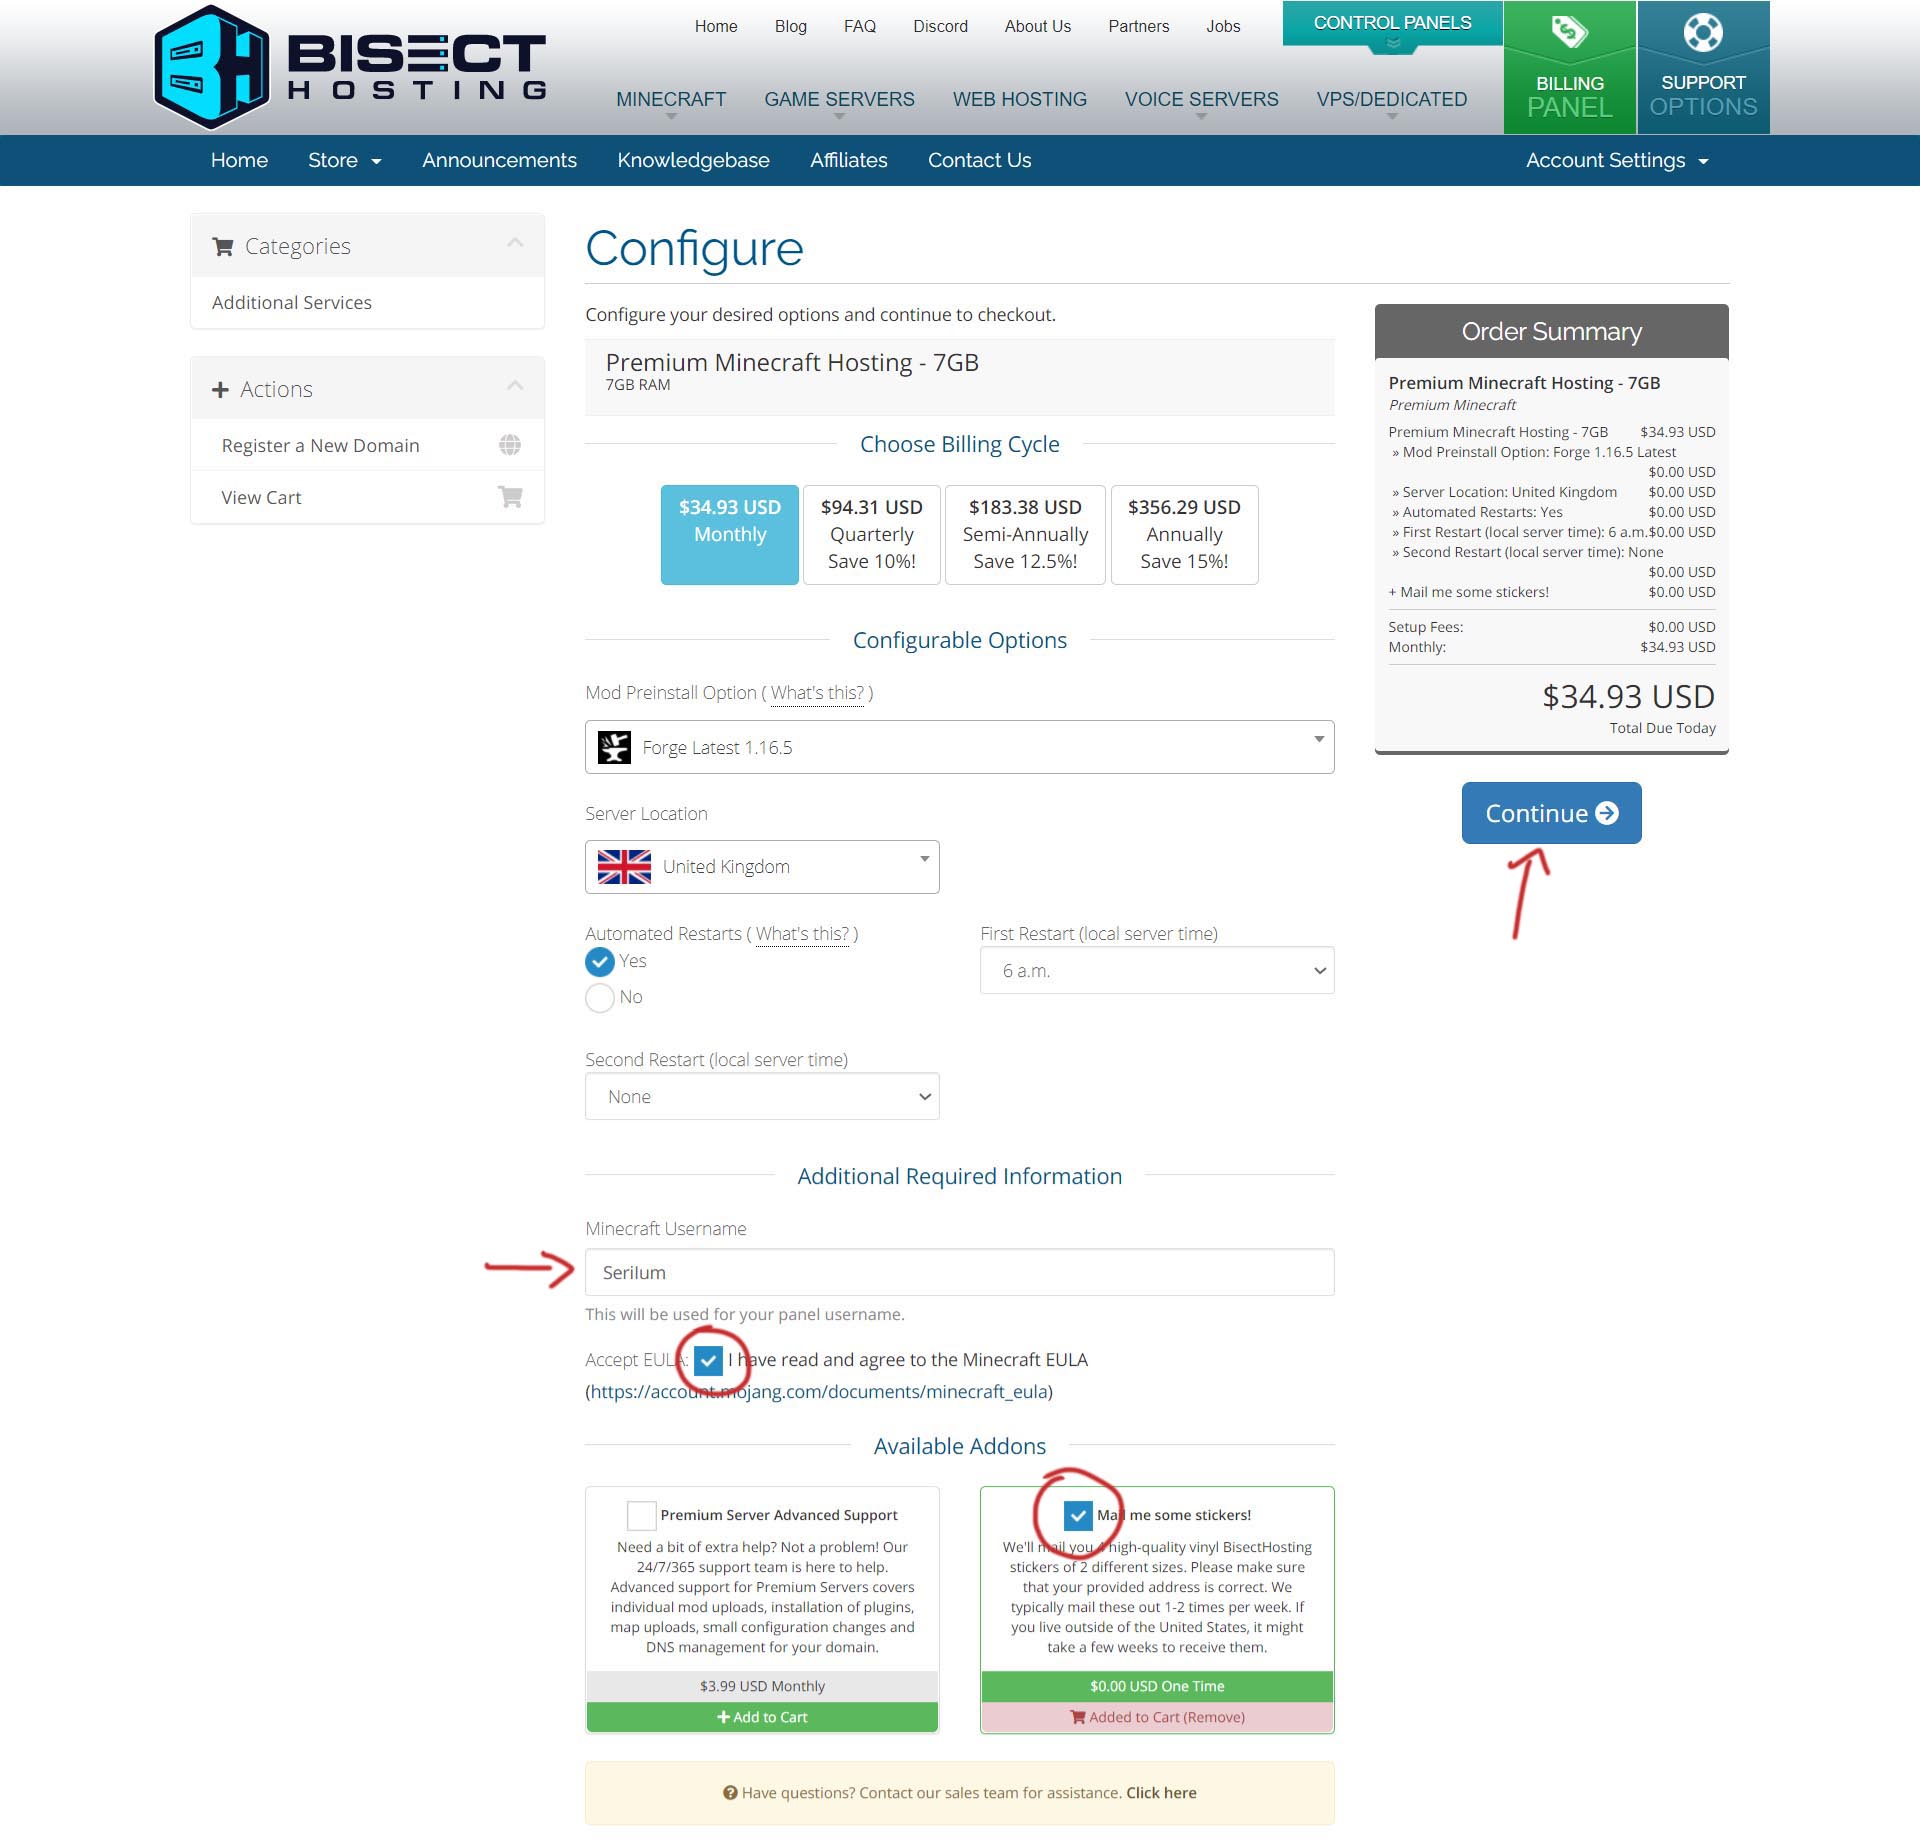 BISECT
HOSTING
Home Blog FAQ Discord About Us Partners Jobs
CONTROL PANELS
MINECRAFT GAME SERVERS WEB HOSTING VOICE SERVERS VPS/DEDICATED
BILLING
PANEL
SUPPORT
OPTIONS
Home Store Announcements Knowledgebase Affiliates Contact Us Account Settings
Categories
Additional Services
Actions
Register a New Domain
View Cart
Configure
Configure your desired options and continue to checkout.
Premium Minecraft Hosting - 7GB
7GB RAM
Choose Billing Cycle
$34.93 USD
Monthly
$94.31 USD
Quarterly
Save 10%!
$183.38 USD
Semi-Annually
Save 12.5%!
$356.29 USD
Annually
Save 15%!
Configurable Options
Mod Preinstall Option ( What's this? )
Forge Latest 1.16.5
Server Location
United Kingdom
Automated Restarts ( What's this? )
Yes
No
First Restart (local server time)
6 a.m.
Second Restart (local server time)
None
Additional Required Information
Minecraft Username
Serilum
This will be used for your panel username.
Accept EULA: I have read and agree to the Minecraft EULA
(https://account.mojang.com/documents/minecraft_eula)
Available Addons
Premium Server Advanced Support
Need a bit of extra help? Not a problem! Our
24/7/365 support team is here to help.
Advanced support for Premium Servers covers
individual mod uploads, installation of plugins,
map uploads, small configuration changes and
DNS management for your domain.
$3.99 USD Monthly
Add to Cart
Mail me some stickers!
We'll mail you 4 high-quality vinyl BisectHosting
stickers of 2 different sizes. Please make sure
that your provided address is correct. We
typically mail these out 1-2 times per week. If
you live outside of the United States, it might
take a few weeks to receive them.
$0.00 USD One Time
Added to Cart (Remove)
Have questions? Contact our sales team for assistance. Click here
Order Summary
Premium Minecraft Hosting - 7GB
Premium Minecraft
Premium Minecraft Hosting - 7GB $34.93 USD
» Mod Preinstall Option: Forge 1.16.5 Latest
$0.00 USD
» Server Location: United Kingdom $0.00 USD
» Automated Restarts: Yes $0.00 USD
» First Restart (local server time): 6 a.m.$0.00 USD
» Second Restart (local server time): None
$0.00 USD
+ Mail me some stickers! $0.00 USD
Setup Fees: $0.00 USD
Monthly: $34.93 USD
$34.93 USD
Total Due Today
Continue